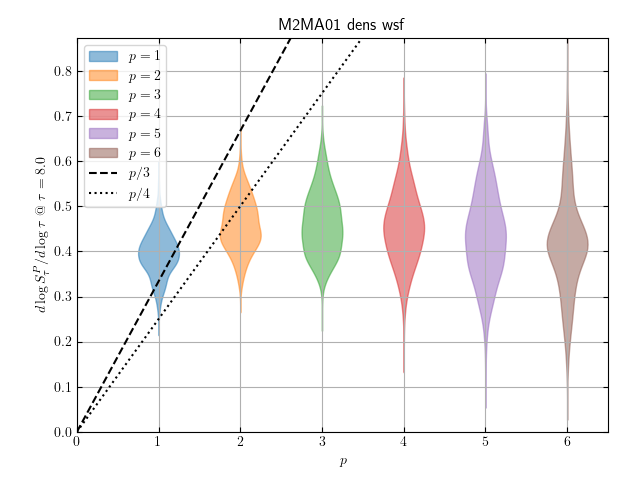 M2MA01 dens wsf
p = 1
p = 2
p = 3
p = 4
p = 5
p = 6
p/3
p/4
d log S_τ^P / d log τ @ τ = 8.0
0.8
0.7
0.6
0.5
0.4
0.3
0.2
0.1
0.0
0
1
2
3
4
5
6
p